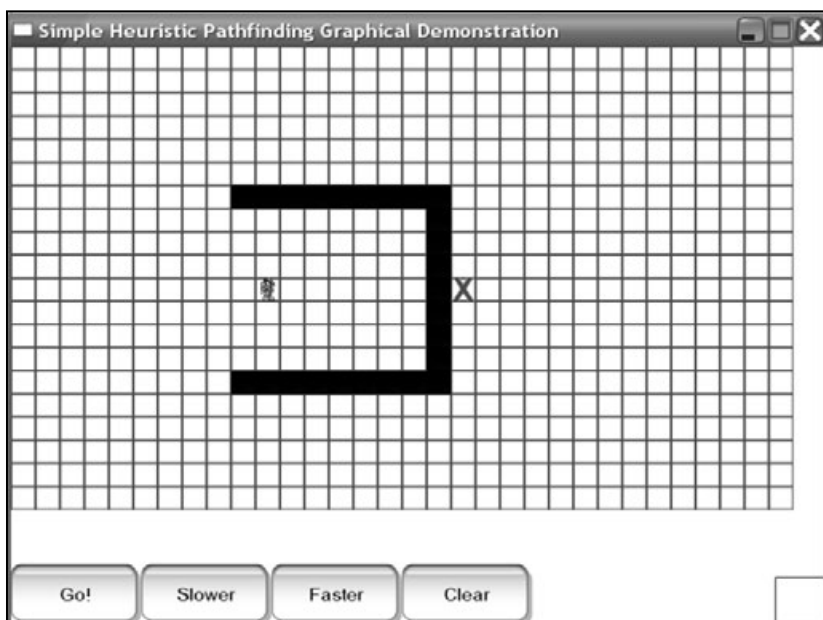 Simple Heuristic Pathfinding Graphical Demonstration
X
Go! Slower Faster Clear